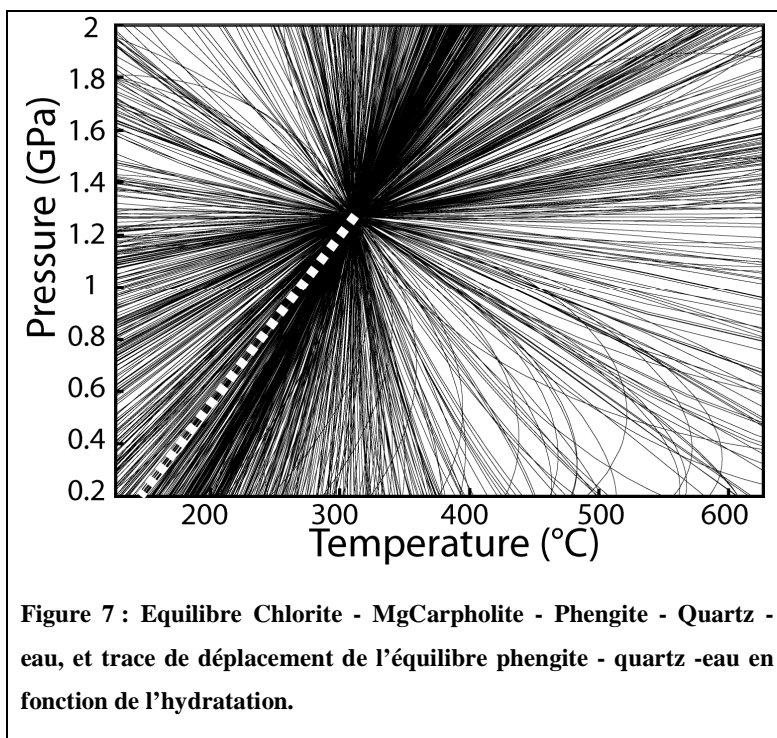 2
1.8
1.6
1.4
1.2
1
0.8
0.6
0.4
0.2
Pressure (GPa)
200 300 400 500 600
Temperature (°C)
Figure 7 : Equilibre Chlorite - MgCarpholite - Phengite - Quartz -
eau, et trace de déplacement de l'équilibre phengite - quartz -eau en
fonction de l'hydratation.